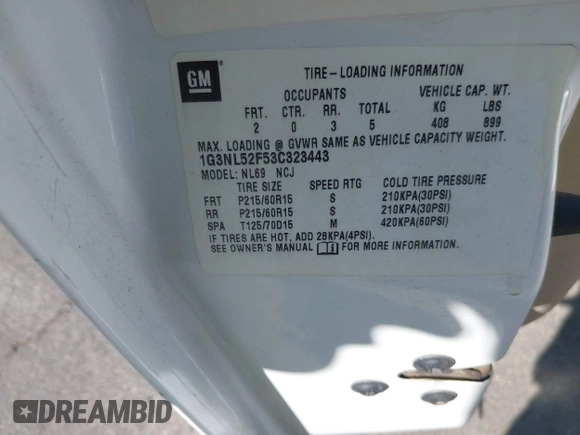 GM
TIRE-LOADING INFORMATION
OCCUPANTS VEHICLE CAP. WT.
FRT. CTR. RR. TOTAL KG LBS
2 0 3 5 408 899
MAX. LOADING @ GVWR SAME AS VEHICLE CAPACITY WEIGHT.
1G3NL52F53C323443
MODEL: NL69 NCJ
TIRE SIZE SPEED RTG COLD TIRE PRESSURE
FRT P215/60R15 S 210KPA(30PSI)
RR P215/60R15 S 210KPA(30PSI)
SPA T125/70D15 M 420KPA(60PSI)
IF TIRES ARE HOT, ADD 28KPA(4PSI).
SEE OWNER'S MANUAL FOR MORE INFORMATION.
DREAMBID